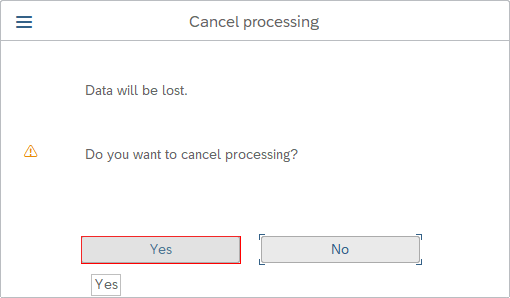 Cancel processing
Data will be lost.
Do you want to cancel processing?
Yes No
Yes